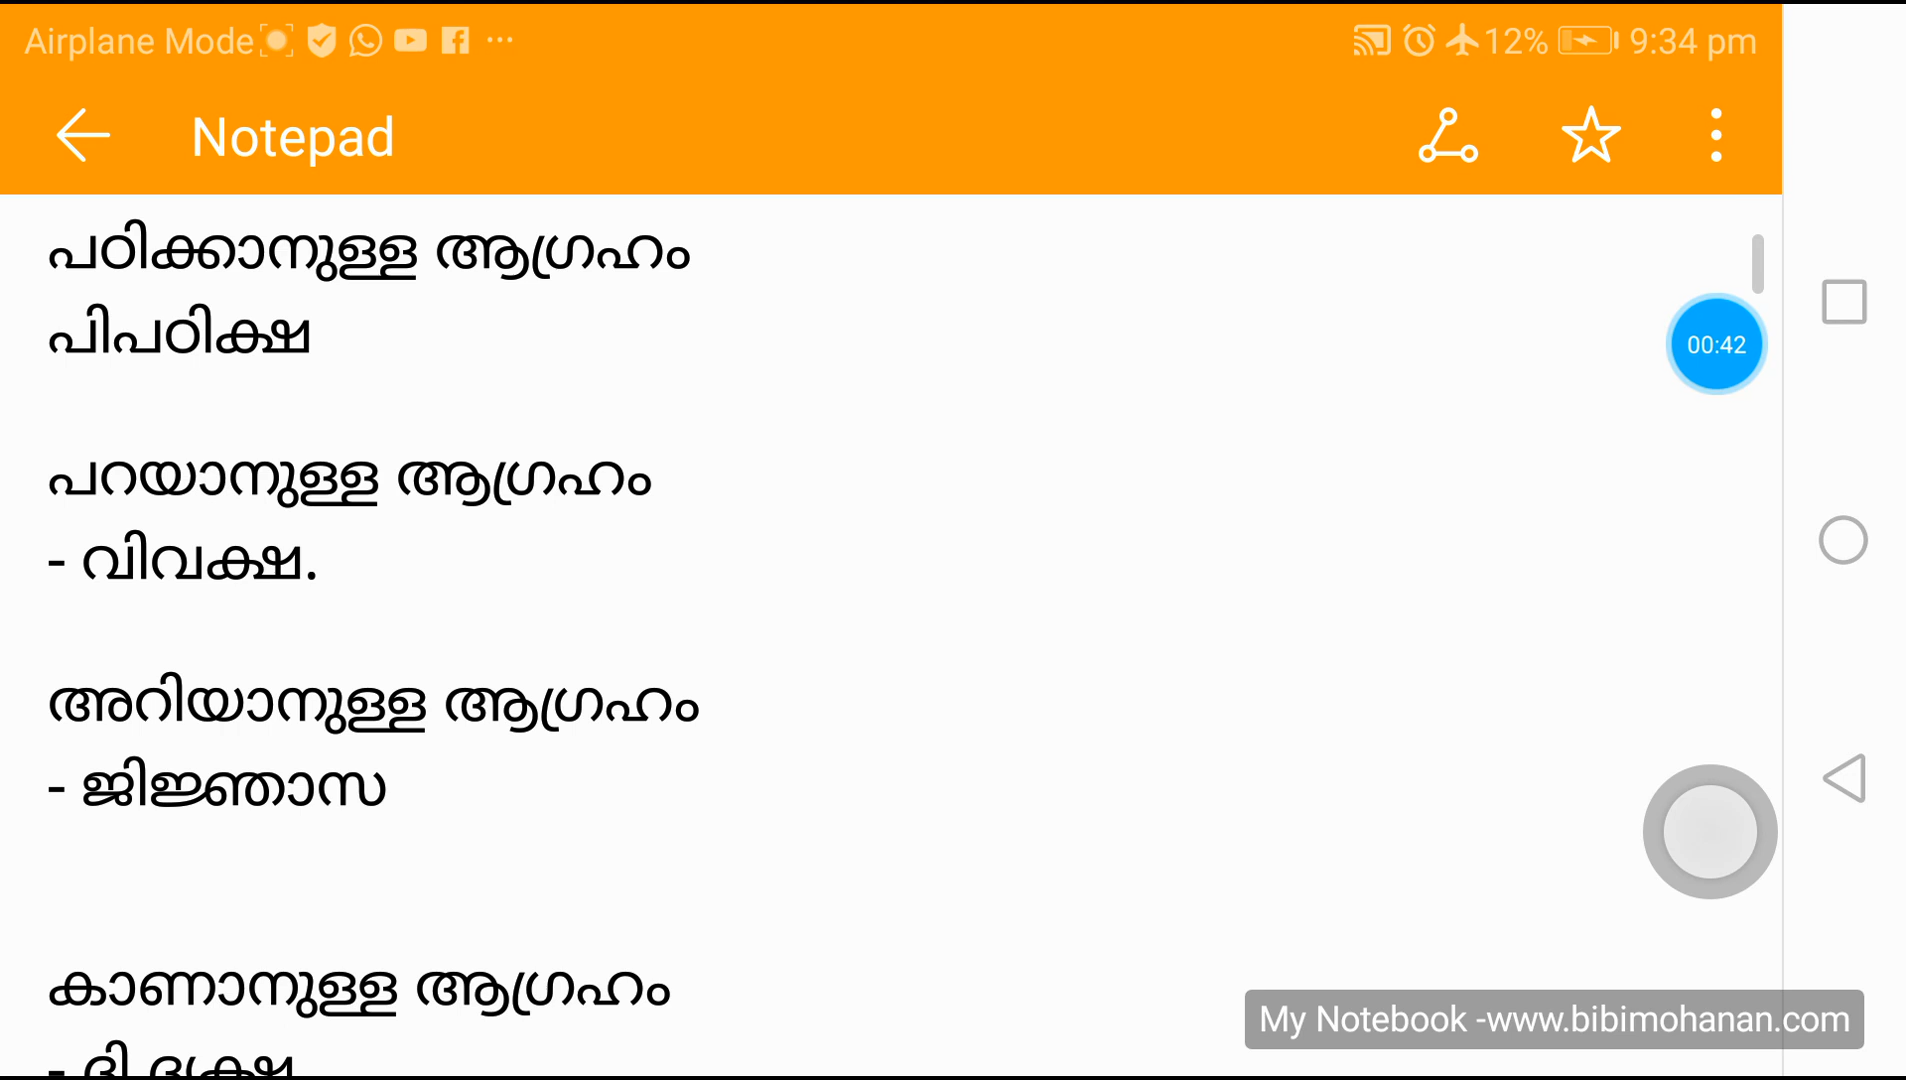 Airplane Mode ... 12% 9:34 pm
Notepad
പഠിക്കാനുള്ള ആഗ്രഹം
പിപഠിക്ഷ
00:42
പറയാനുള്ള ആഗ്രഹം
- വിവക്ഷ.
അറിയാനുള്ള ആഗ്രഹം
- ജിജ്ഞാസ
കാണാനുള്ള ആഗ്രഹം
My Notebook -www.bibimohanan.com